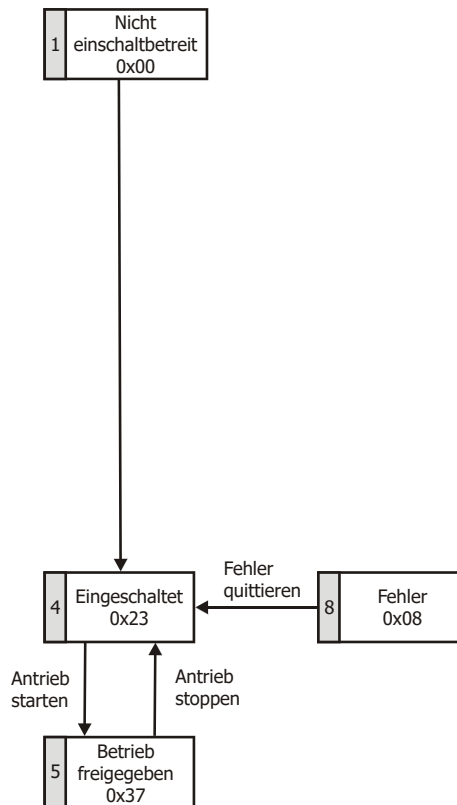 1
Nicht
einschaltbetreit
0x00
4
Eingeschaltet
0x23
Fehler
quittieren
8
Fehler
0x08
Antrieb
starten
Antrieb
stoppen
5
Betrieb
freigegeben
0x37